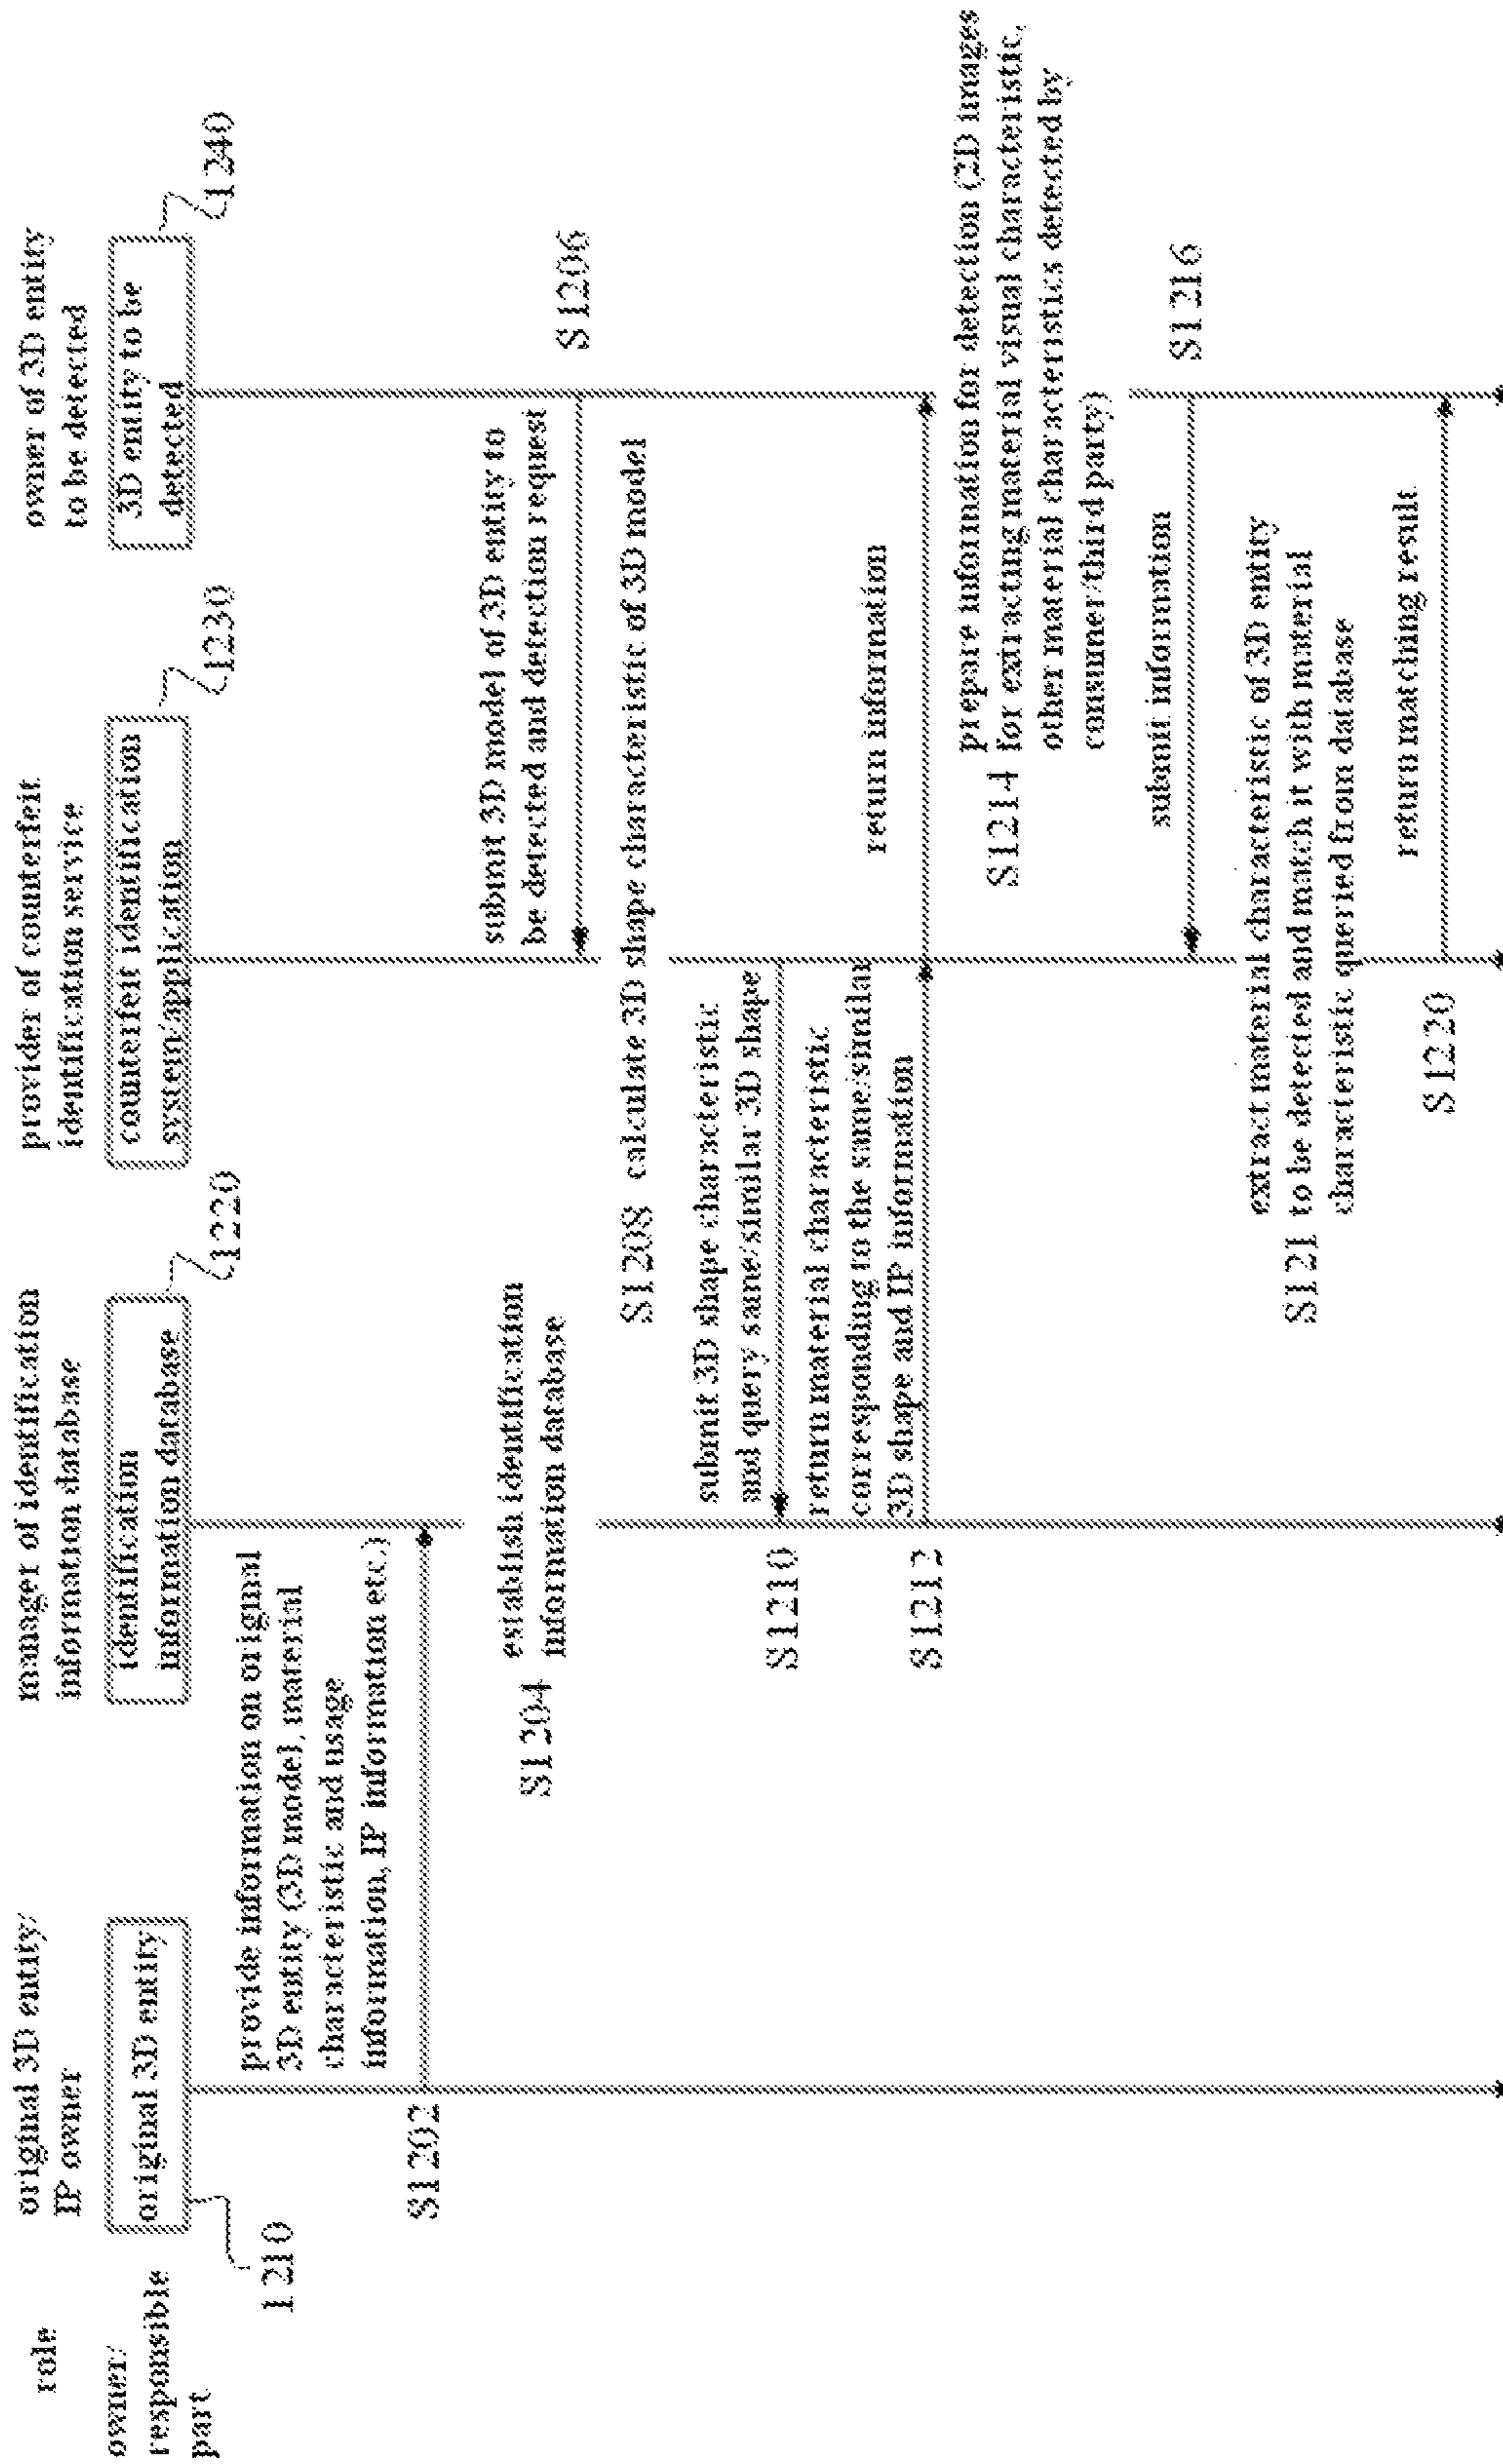 role
original 3D entity/
IP owner
manager of identification
information database
provider of counterfeit
identification service
owner of 3D entity
to be detected
owner/
responsible
part
original 3D entity
identification
information database
counterfeit identification
system/application
3D entity to be
detected
1210
1220
1230
1240
provide information on original
3D entity (3D model, material
characteristic and usage
information, IP information etc.)
S1202
S1204
establish identification
information database
submit 3D model of 3D entity to
be detected and detection request
S1206
S1208 calculate 3D shape characteristic of 3D model
submit 3D shape characteristic
and query same/similar 3D shape
S1210
return material characteristic
corresponding to the same/similar
3D shape and IP information
S1212
return information
prepare information for detection (2D images
S1214 for extracting material visual characteristic,
other material characteristics detected by
consumer/third party)
submit information
S1216
extract material characteristic of 3D entity
S121 to be detected and match it with material
characteristic queried from database
return matching result
S1220